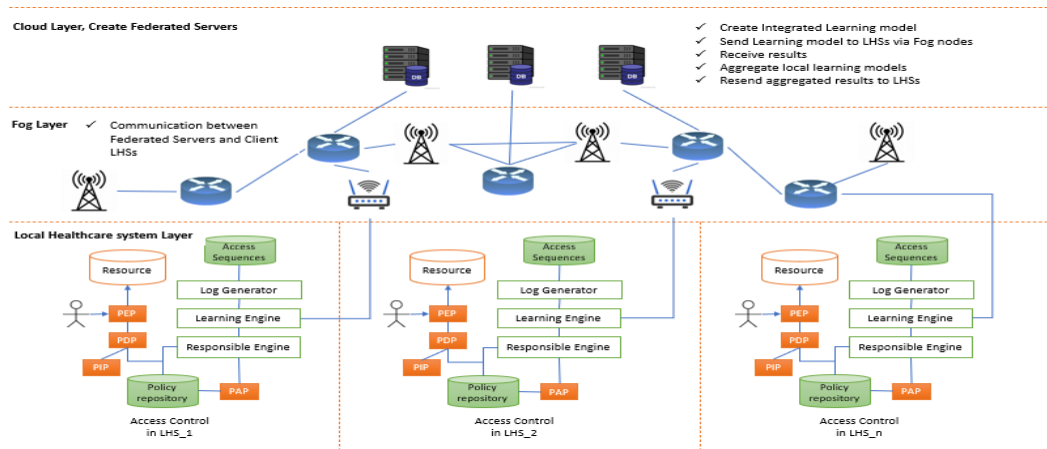 Cloud Layer, Create Federated Servers
✓ Create Integrated Learning model
✓ Send Learning model to LHSs via Fog nodes
✓ Receive results
✓ Aggregate local learning models
✓ Resend aggregated results to LHSs
DB
DB
DB
Fog Layer
✓ Communication between
Federated Servers and Client
LHSs
Local Healthcare system Layer
Resource
Access
Sequences
Log Generator
PEP
Learning Engine
PDP
Responsible Engine
PIP
Policy
repository
PAP
Access Control
in LHS_1
Resource
Access
Sequences
Log Generator
PEP
Learning Engine
PDP
Responsible Engine
PIP
Policy
repository
PAP
Access Control
in LHS_2
Resource
Access
Sequences
Log Generator
PEP
Learning Engine
PDP
Responsible Engine
PIP
Policy
repository
PAP
Access Control
in LHS_n